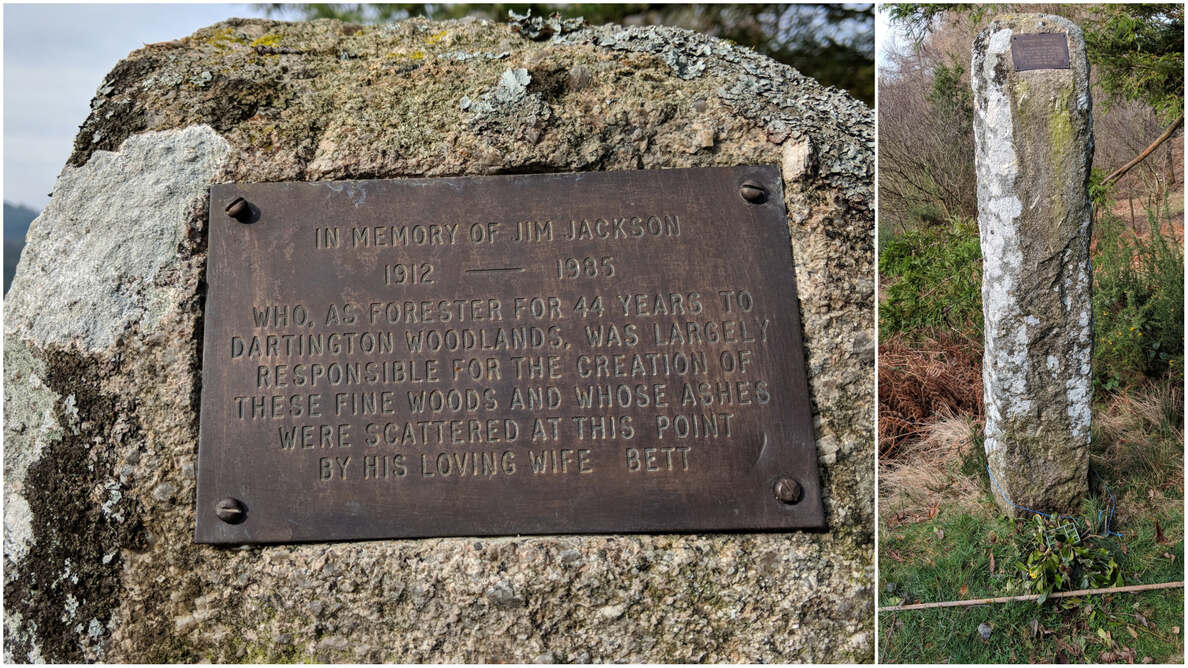 IN MEMORY OF JIM JACKSON
1912 — 1985
WHO, AS FORESTER FOR 44 YEARS TO
DARTINGTON WOODLANDS, WAS LARGELY
RESPONSIBLE FOR THE CREATION OF
THESE FINE WOODS AND WHOSE ASHES
WERE SCATTERED AT THIS POINT
BY HIS LOVING WIFE BETT